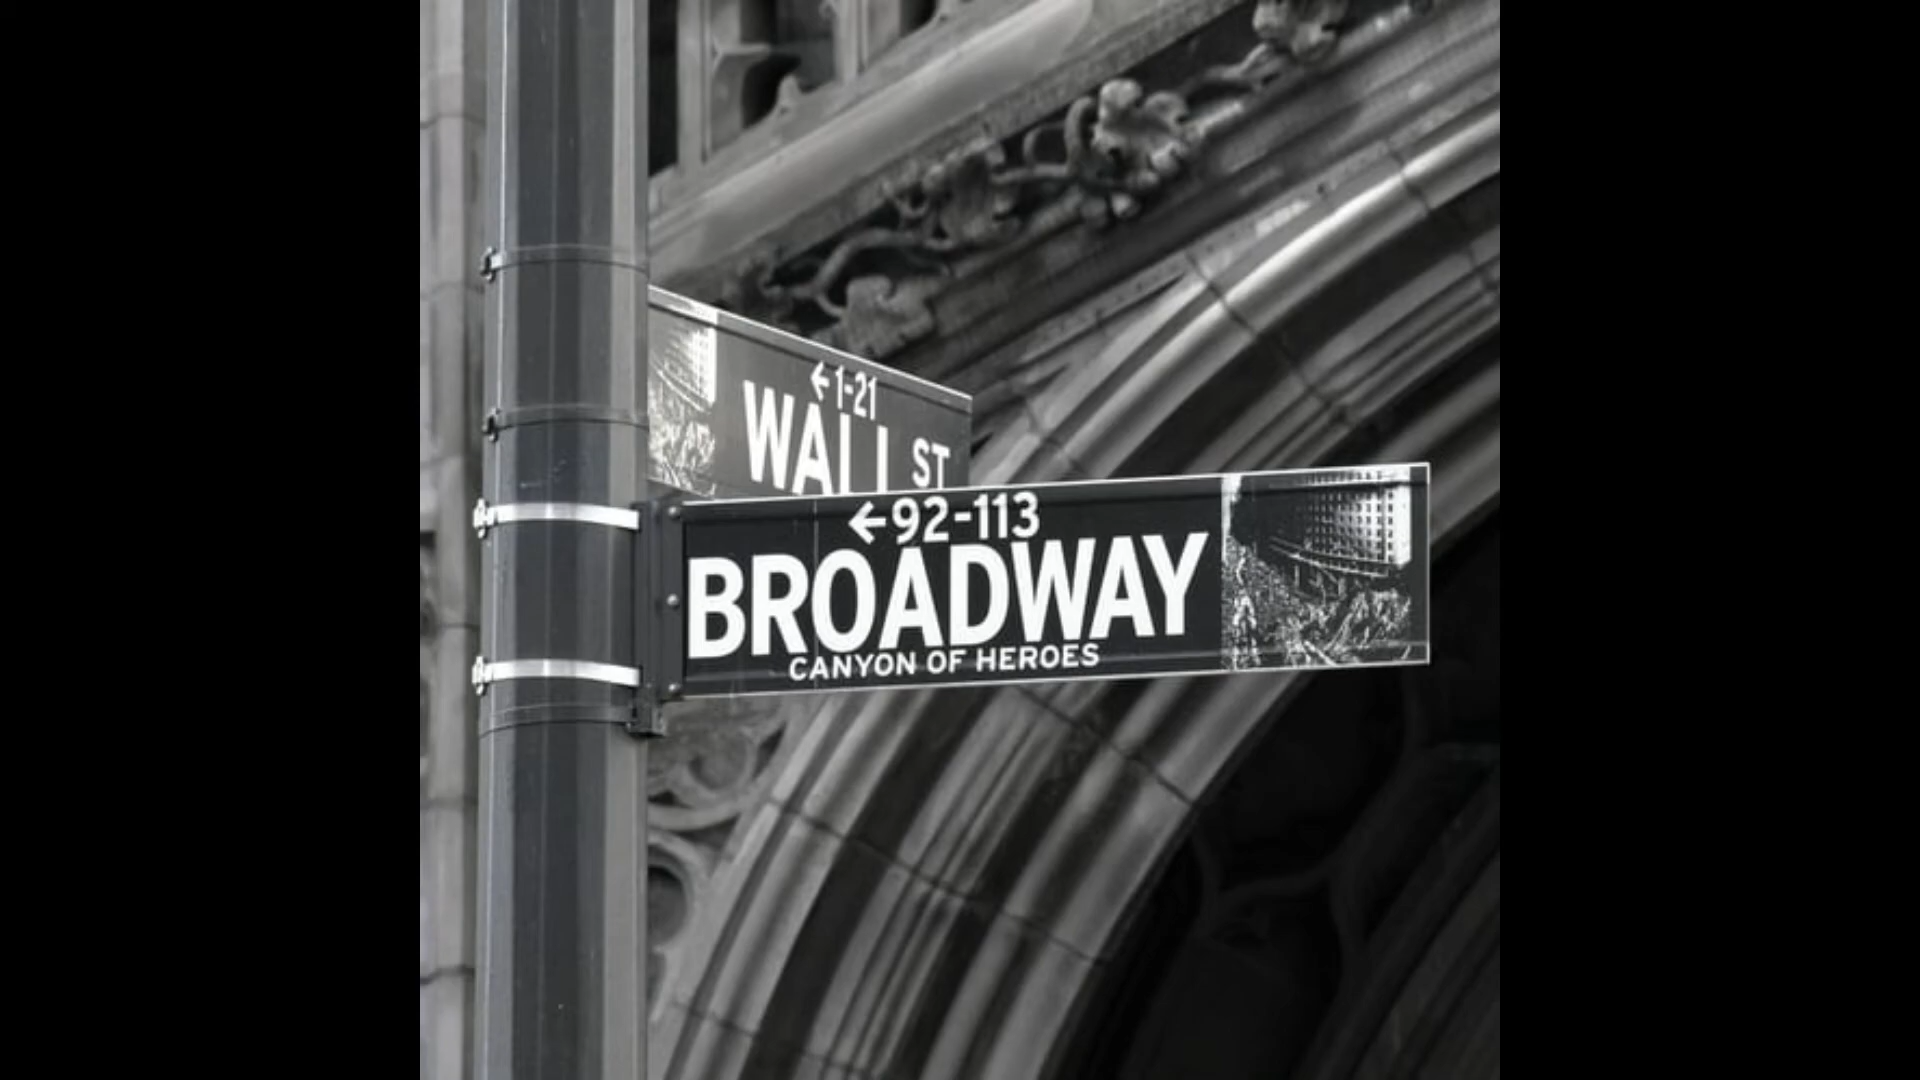 ←1-21
WALL ST
←92-113
BROADWAY
CANYON OF HEROES